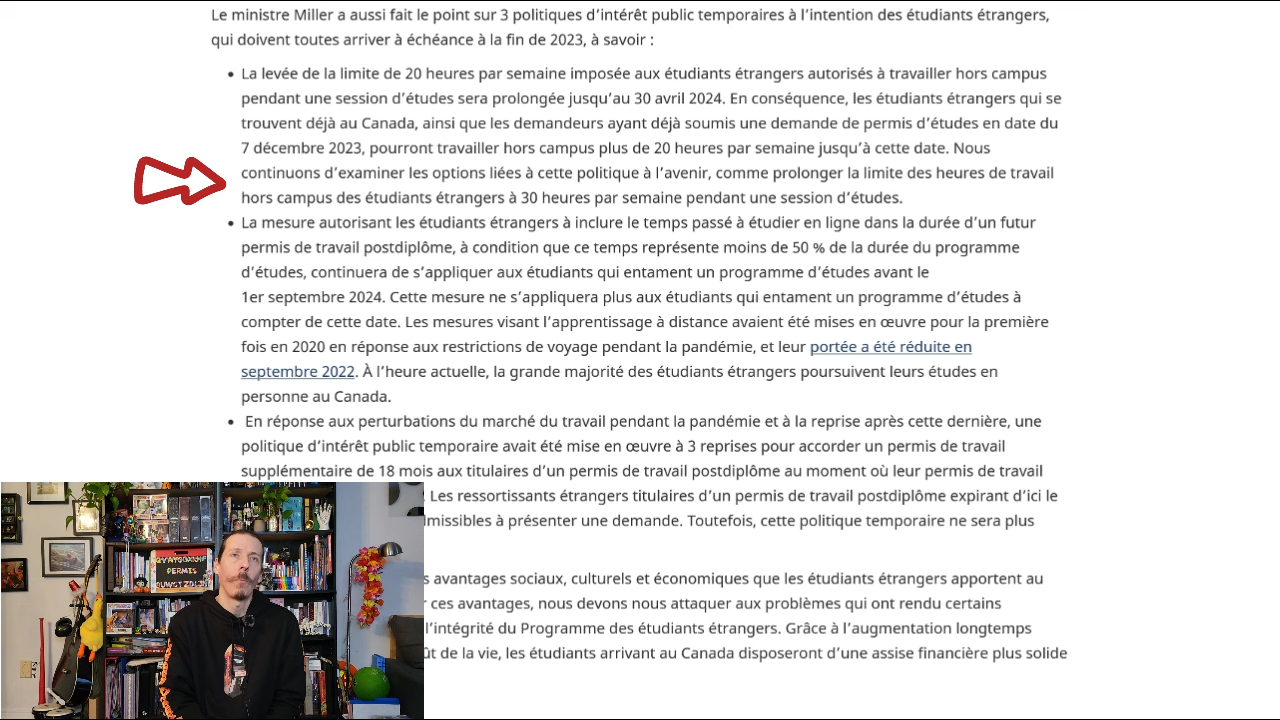 Le ministre Miller a aussi fait le point sur 3 politiques d’intérêt public temporaires à l’intention des étudiants étrangers,
qui doivent toutes arriver à échéance à la fin de 2023, à savoir :
• La levée de la limite de 20 heures par semaine imposée aux étudiants étrangers autorisés à travailler hors campus
pendant une session d’études sera prolongée jusqu’au 30 avril 2024. En conséquence, les étudiants étrangers qui se
trouvent déjà au Canada, ainsi que les demandeurs ayant déjà soumis une demande de permis d’études en date du
7 décembre 2023, pourront travailler hors campus plus de 20 heures par semaine jusqu’à cette date. Nous
continuons d’examiner les options liées à cette politique à l’avenir, comme prolonger la limite des heures de travail
hors campus des étudiants étrangers à 30 heures par semaine pendant une session d’études.
• La mesure autorisant les étudiants étrangers à inclure le temps passé à étudier en ligne dans la durée d’un futur
permis de travail postdiplôme, à condition que ce temps représente moins de 50 % de la durée du programme
d’études, continuera de s’appliquer aux étudiants qui entament un programme d’études avant le
1er septembre 2024. Cette mesure ne s’appliquera plus aux étudiants qui entament un programme d’études à
compter de cette date. Les mesures visant l’apprentissage à distance avaient été mises en œuvre pour la première
fois en 2020 en réponse aux restrictions de voyage pendant la pandémie, et leur portée a été réduite en
septembre 2022. À l’heure actuelle, la grande majorité des étudiants étrangers poursuivent leurs études en
personne au Canada.
• En réponse aux perturbations du marché du travail pendant la pandémie et à la reprise après cette dernière, une
politique d’intérêt public temporaire avait été mise en œuvre à 3 reprises pour accorder un permis de travail
supplémentaire de 18 mois aux titulaires d’un permis de travail postdiplôme au moment où leur permis de travail
Les ressortissants étrangers titulaires d’un permis de travail postdiplôme expirant d’ici le
dmissibles à présenter une demande. Toutefois, cette politique temporaire ne sera plus
s avantages sociaux, culturels et économiques que les étudiants étrangers apportent au
r ces avantages, nous devons nous attaquer aux problèmes qui ont rendu certains
l’intégrité du Programme des étudiants étrangers. Grâce à l’augmentation longtemps
ût de la vie, les étudiants arrivant au Canada disposeront d’une assise financière plus solide
PERMIS